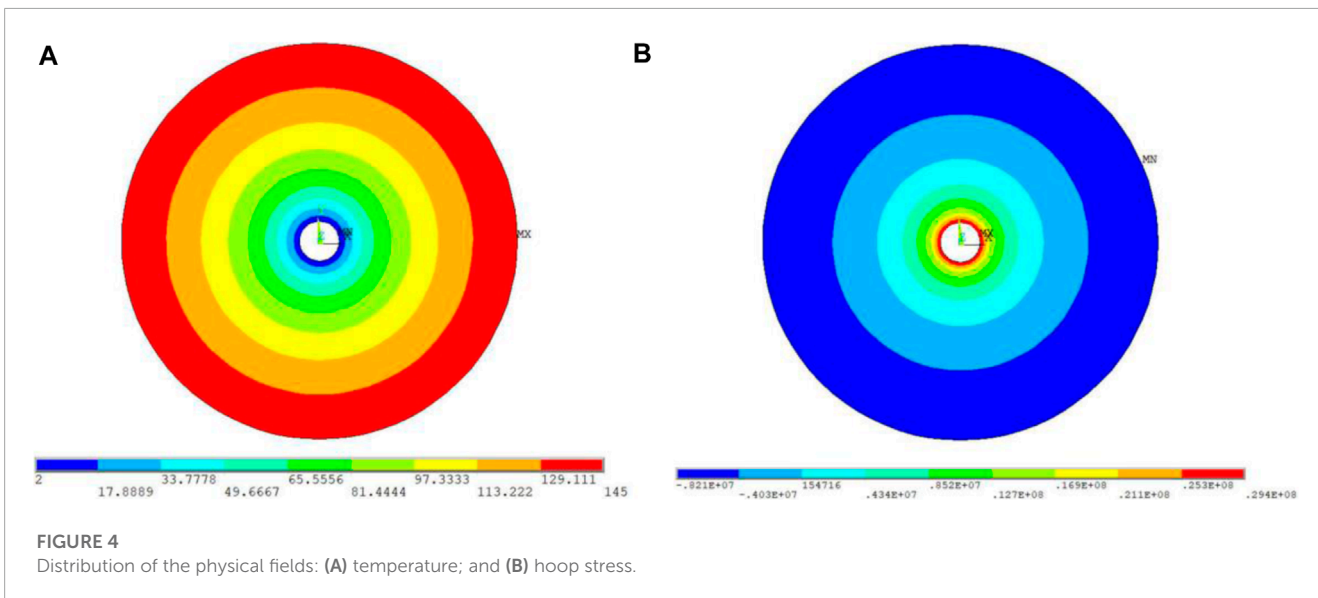 A
B
MN
MX
MN
MX
Z
X
Z
X
2 33.7778 65.5556 97.3333 129.111
17.8889 49.6667 81.4444 113.222 145
-.821E+07 154716 .852E+07 .169E+08 .253E+08
-.403E+07 .434E+07 .127E+08 .211E+08 .294E+08
FIGURE 4
Distribution of the physical fields: (A) temperature; and (B) hoop stress.